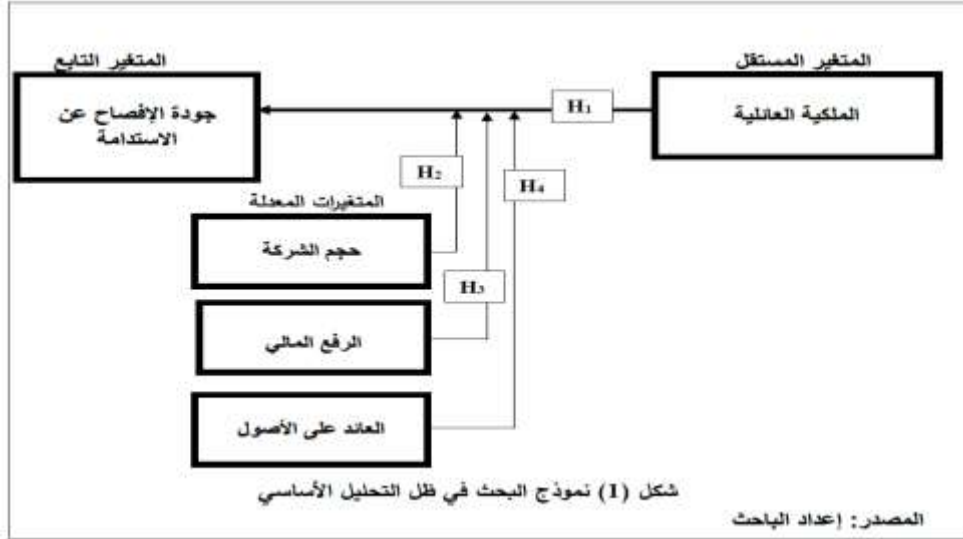 المتغير المستقل
المتغير التابع
الملكية العائلية
جودة الإفصاح عن
الاستدامة
H₁
H₂
H₄
المتغيرات المعدلة
حجم الشركة
H₃
الرفع المالي
العائد على الأصول
شكل (1) نموذج البحث في ظل التحليل الأساسي
المصدر: إعداد الباحث